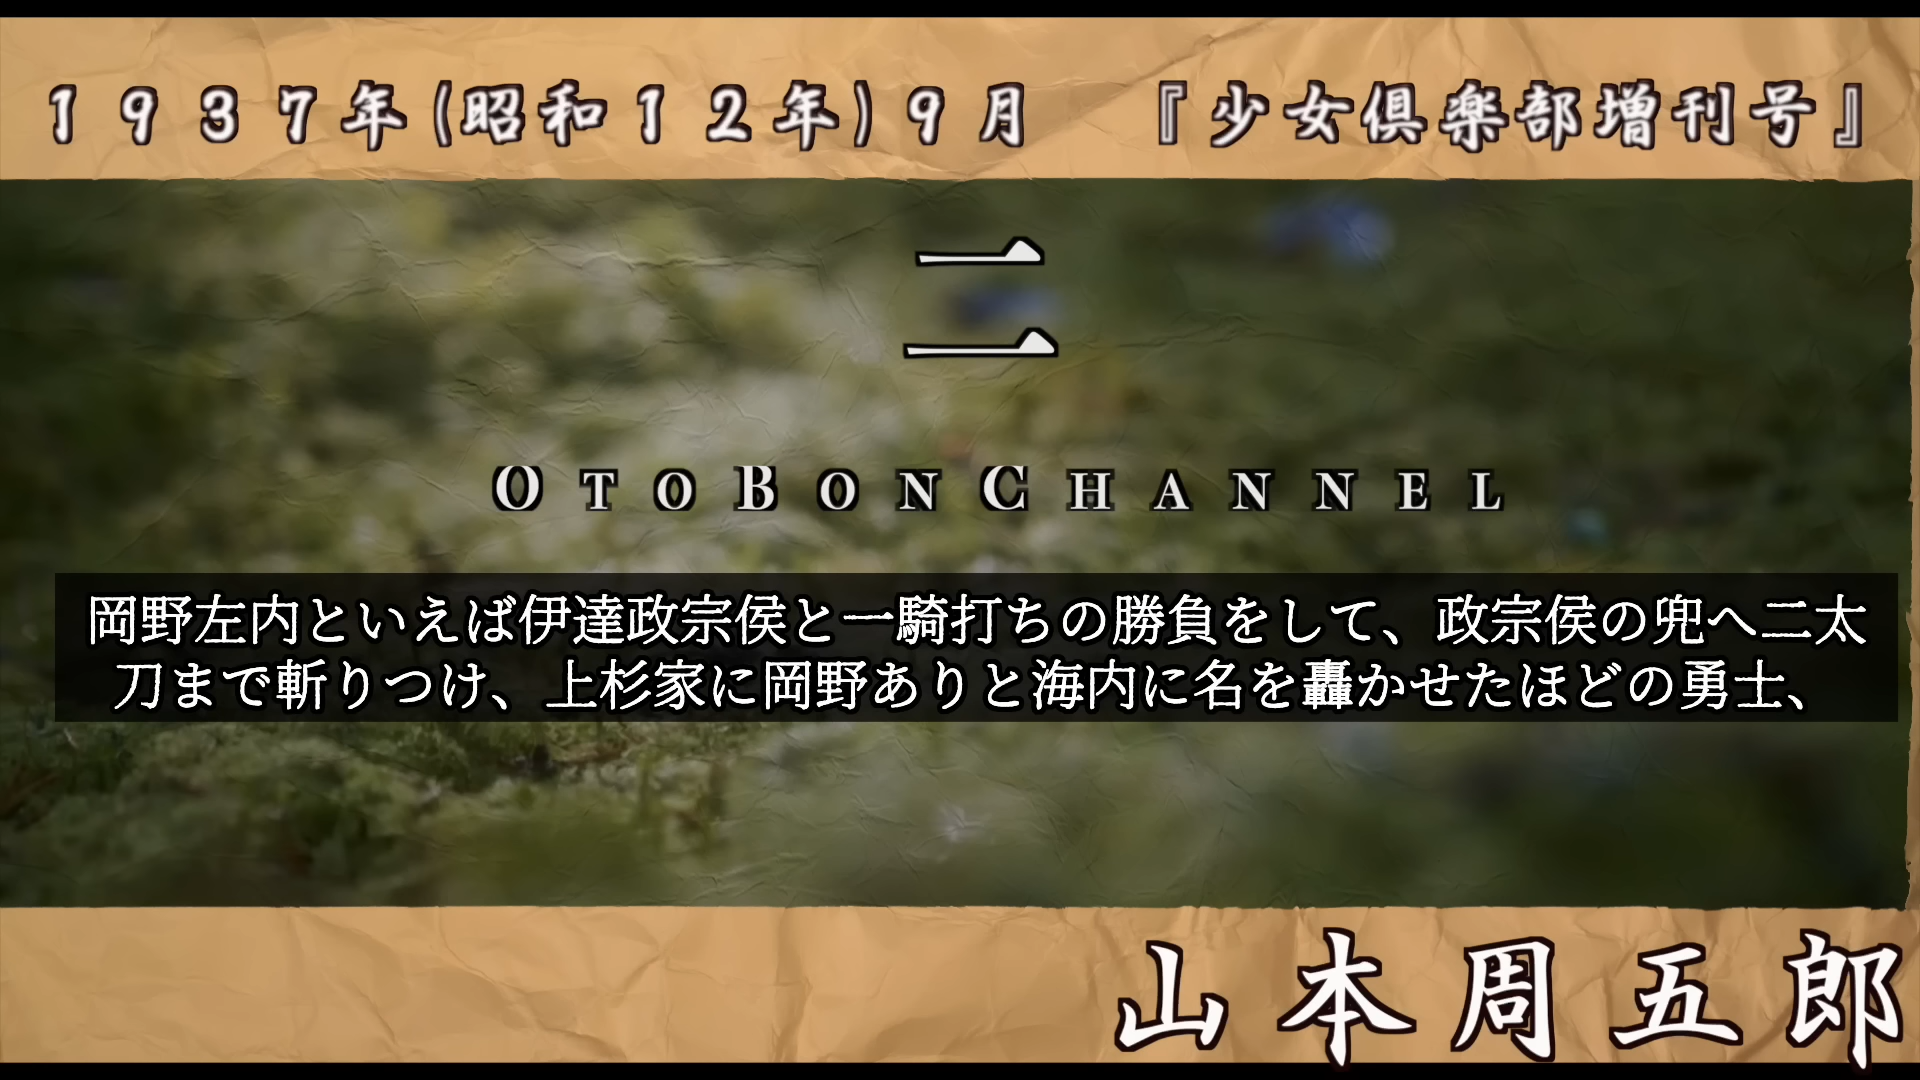 １９３７年(昭和１２年)９月　『少女倶楽部増刊号』
二
OTOBONCHANNEL
岡野左内といえば伊達政宗侯と一騎打ちの勝負をして、政宗侯の兜へ二太
刀まで斬りつけ、上杉家に岡野ありと海内に名を轟かせたほどの勇士、
山本周五郎